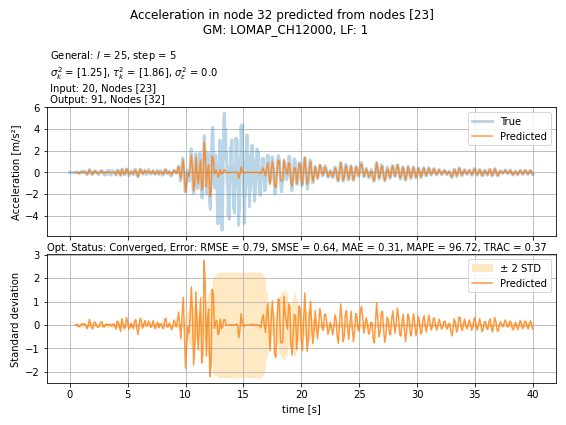 Acceleration in node 32 predicted from nodes [23]
GM: LOMAP_CH12000, LF: 1
General: l = 25, step = 5
σ²ₖ = [1.25], τ²ₖ = [1.86], σ²ε = 0.0
Input: 20, Nodes [23]
Output: 91, Nodes [32]
6
4
2
0
−2
−4
Acceleration [m/s²]
True
Predicted
Opt. Status: Converged, Error: RMSE = 0.79, SMSE = 0.64, MAE = 0.31, MAPE = 96.72, TRAC = 0.37
3
2
1
0
−1
−2
Standard deviation
± 2 STD
Predicted
0 5 10 15 20 25 30 35 40
time [s]